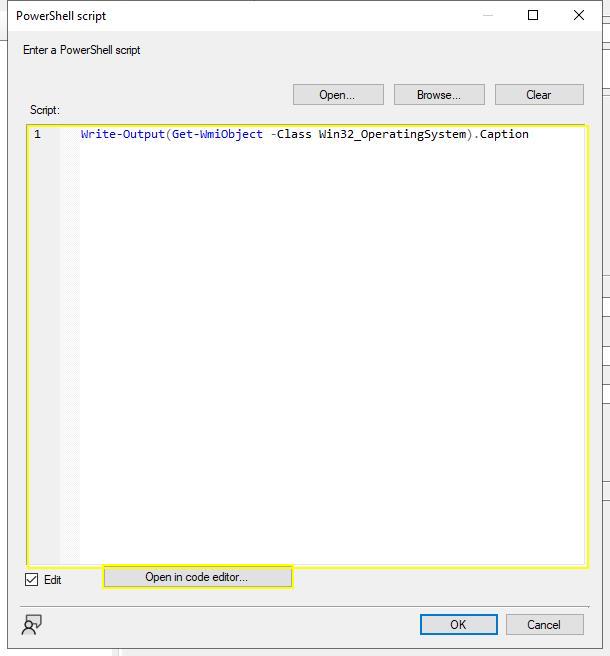 PowerShell script
Enter a PowerShell script
Open... Browse... Clear
Script:
1 Write-Output(Get-WmiObject -Class Win32_OperatingSystem).Caption
Edit Open in code editor...
OK Cancel